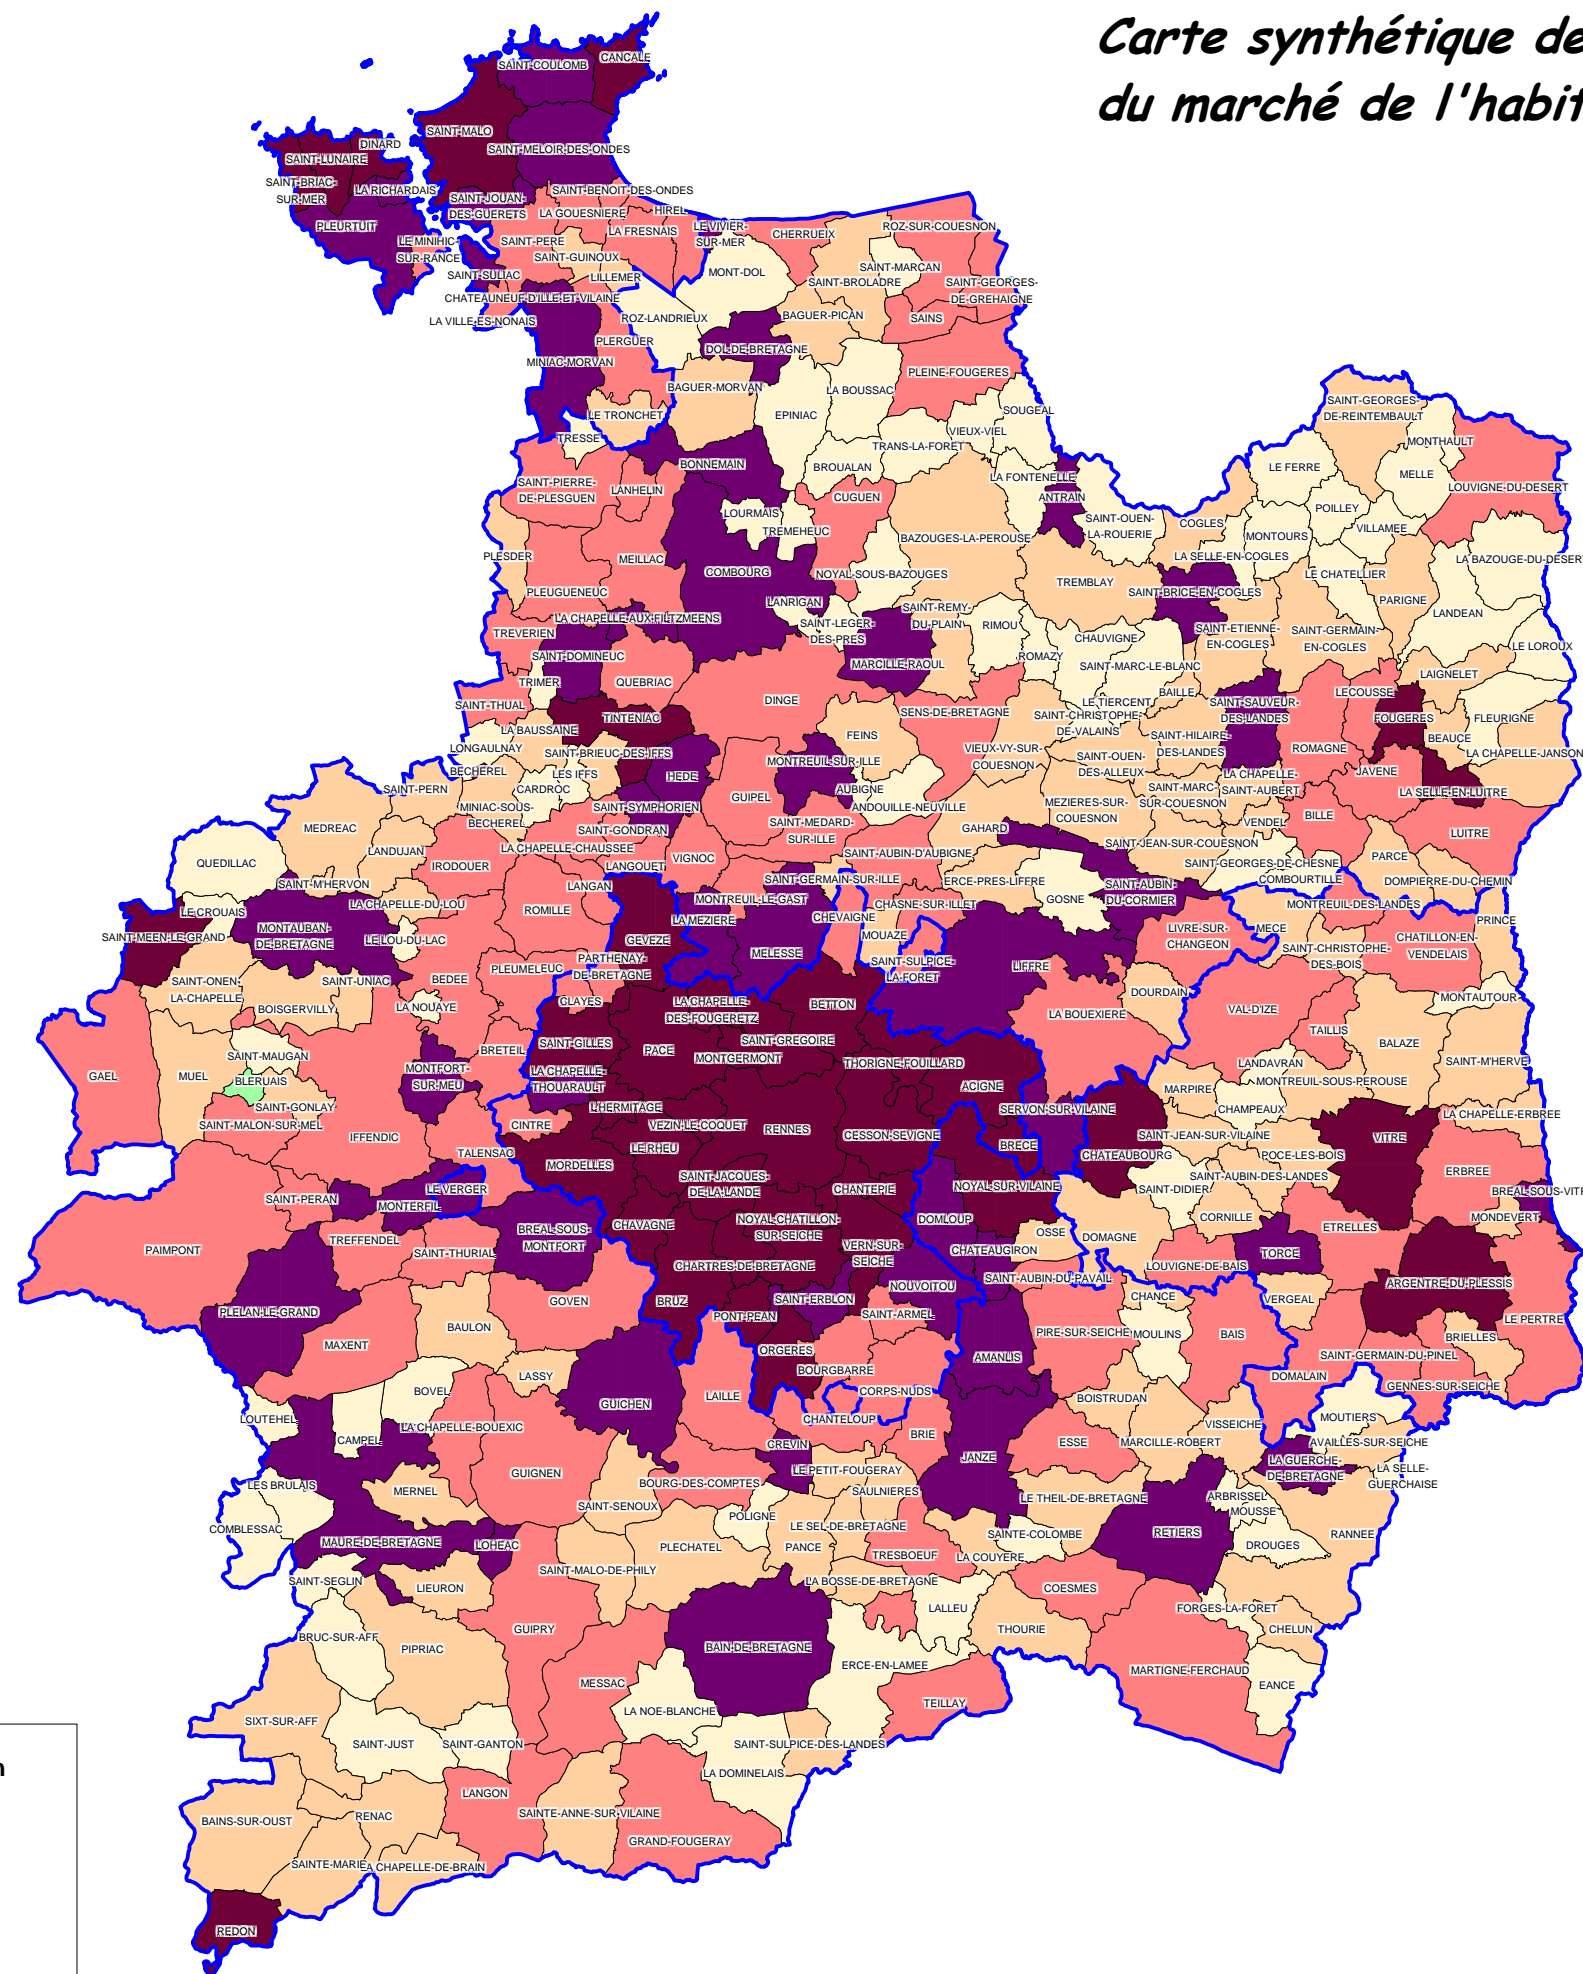 Carte synthétique de
du marché de l'habit
CANCALE
SAINT-COULOMB
SAINT-MALO
DINARD
SAINT-MELOIR-DES-ONDES
SAINT-LUNAIRE
SAINT-BRIAC-
SUR-MER
LA RICHARDAIS
SAINT-JOUAN-
DES-GUERETS
SAINT-BENOIT-DES-ONDES
LA GOUESNIERE
HIREL
PLEURTUIT
LE VIVIER-
SUR-MER
CHERRUEIX
ROZ-SUR-COUESNON
LA FRESNAIS
LE MINIHIC-
SUR-RANCE
SAINT-PERE
SAINT-GUINOUX
SAINT-SULIAC
LILLEMER
MONT-DOL
SAINT-MARCAN
SAINT-BROLADRE
SAINT-GEORGES-
DE-GREHAIGNE
CHATEAUNEUF-D'ILLE-ET-VILAINE
LA VILLE-ES-NONAIS
ROZ-LANDRIEUX
BAGUER-PICAN
SAINS
PLERGUER
DOL-DE-BRETAGNE
MINIAC-MORVAN
PLEINE-FOUGERES
BAGUER-MORVAN
LA BOUSSAC
LE TRONCHET
EPINIAC
SOUGEAL
SAINT-GEORGES-
DE-REINTEMBAULT
TRESSE
VIEUX-VIEL
TRANS-LA-FORET
MONTHAULT
BONNEMAIN
BROUALAN
LE FERRE
MELLE
LA FONTENELLE
SAINT-PIERRE-
DE-PLESGUEN
LANHELIN
CUGUEN
ANTRAIN
LOUVIGNE-DU-DESERT
LOURMAIS
TREMEHEUC
POILLEY
VILLAMEE
SAINT-OUEN-
LA-ROUERIE
COGLES
BAZOUGES-LA-PEROUSE
MONTOURS
PLESDER
MEILLAC
LA SELLE-EN-COGLES
LA BAZOUGE-DU-DESERT
COMBOURG
NOYAL-SOUS-BAZOUGES
TREMBLAY
LE CHATELLIER
PLEUGUENEUC
SAINT-BRICE-EN-COGLES
PARIGNE
LANRIGAN
SAINT-REMY-
DU-PLAIN
LANDEAN
LA CHAPELLE-AUX-FILTZMEENS
SAINT-LEGER-
DES-PRES
RIMOU
TREVERIEN
CHAUVIGNE
SAINT-ETIENNE-
EN-COGLES
SAINT-GERMAIN-
EN-COGLES
LE LOROUX
SAINT-DOMINEUC
ROMAZY
MARCILLE-RAOUL
SAINT-MARC-LE-BLANC
TRIMER
QUEBRIAC
LAIGNELET
DINGE
LECOUSSE
BAILLE
SAINT-THUAL
LE TIERCENT
SAINT-SAUVEUR-
DES-LANDES
SENS-DE-BRETAGNE
SAINT-CHRISTOPHE-
DE-VALAINS
TINTENIAC
FOUGERES
FLEURIGNE
LA BAUSSAINE
FEINS
SAINT-HILAIRE-
DES-LANDES
BEAUCE
LONGAULNAY
SAINT-BRIEUC-DES-IFFS
VIEUX-VY-SUR-
COUESNON
ROMAGNE
LA CHAPELLE-JANSON
SAINT-OUEN-
DES-ALLEUX
MONTREUIL-SUR-ILLE
BECHEREL
LES IFFS
HEDE
JAVENE
LA CHAPELLE-
SAINT-AUBERT
SAINT-PERN
CARDROC
AUBIGNE
SAINT-MARC-
SUR-COUESNON
LA SELLE-EN-LUITRE
GUIPEL
MINIAC-SOUS-
BECHEREL
SAINT-SYMPHORIEN
ANDOUILLE-NEUVILLE
MEZIERES-SUR-
COUESNON
BILLE
MEDREAC
SAINT-GONDRAN
SAINT-MEDARD-
SUR-ILLE
GAHARD
VENDEL
LUITRE
LA CHAPELLE-CHAUSSEE
SAINT-JEAN-SUR-COUESNON
LANDUJAN
SAINT-AUBIN-D'AUBIGNE
QUEDILLAC
IRODOUER
LANGOUET
VIGNOC
SAINT-GEORGES-DE-CHESNE
PARCE
SAINT-M'HERVON
LANGAN
SAINT-GERMAIN-SUR-ILLE
ERCE-PRES-LIFFRE
COMBOURTILLE
DOMPIERRE-DU-CHEMIN
SAINT-AUBIN-
DU-CORMIER
GOSNE
LA CHAPELLE-DU-LOU
ROMILLE
MONTREUIL-LE-GAST
CHASNE-SUR-ILLET
MONTREUIL-DES-LANDES
LE CROUAIS
LA MEZIERE
CHEVAIGNE
PRINCE
MONTAUBAN-
DE-BRETAGNE
LE LOU-DU-LAC
GEVEZE
MOUAZE
LIVRE-SUR-
CHANGEON
MECE
SAINT-MEEN-LE-GRAND
MELESSE
SAINT-CHRISTOPHE-
DES-BOIS
CHATILLON-EN-
VENDELAIS
PARTHENAY-
DE-BRETAGNE
SAINT-SULPICE-
LA-FORET
LIFFRE
PLEUMELEUC
SAINT-ONEN-
LA-CHAPELLE
SAINT-UNIAC
BEDEE
DOURDAIN
MONTAUTOUR
BOISGERVILLY
LA NOUAYE
CLAYES
LA CHAPELLE-
DES-FOUGERETZ
BETTON
LA BOUEXIERE
VAL-D'IZE
TAILLIS
SAINT-GILLES
SAINT-GREGOIRE
BALAZE
BRETEIL
PACE
MONTGERMONT
SAINT-MAUGAN
THORIGNE-FOUILLARD
LANDAVRAN
SAINT-M'HERVE
MONTFORT-
SUR-MEU
LA CHAPELLE-
THOUARAULT
GAEL
MUEL
BLERUAIS
ACIGNE
MARPIRE
MONTREUIL-SOUS-PEROUSE
SAINT-GONLAY
L'HERMITAGE
SERVON-SUR-VILAINE
CHAMPEAUX
LA CHAPELLE-ERBREE
SAINT-MALON-SUR-MEL
CINTRE
VEZIN-LE-COQUET
RENNES
IFFENDIC
CESSON-SEVIGNE
SAINT-JEAN-SUR-VILAINE
VITRE
LE RHEU
BRECE
CHATEAUBOURG
TALENSAC
POCE-LES-BOIS
MORDELLES
SAINT-JACQUES-
DE-LA-LANDE
SAINT-AUBIN-DES-LANDES
ERBREE
LE VERGER
CHANTEPIE
NOYAL-SUR-VILAINE
SAINT-DIDIER
BREAL-SOUS-VITRE
SAINT-PERAN
MONTERFIL
CORNILLE
MONDEVERT
CHAVAGNE
NOYAL-CHATILLON-
SUR-SEICHE
DOMLOUP
BREAL-SOUS-
MONTFORT
OSSE
DOMAGNE
ETRELLES
PAIMPONT
TREFFENDEL
SAINT-THURIAL
VERN-SUR-
SEICHE
CHATEAUGIRON
TORCE
CHARTRES-DE-BRETAGNE
LOUVIGNE-DE-BAIS
NOUVOITOU
SAINT-AUBIN-DU-PAVAIL
ARGENTRE-DU-PLESSIS
PLELAN-LE-GRAND
GOVEN
BRUZ
SAINT-ERBLON
CHANCE
VERGEAL
PONT-PEAN
SAINT-ARMEL
LE PERTRE
BAULON
PIRE-SUR-SEICHE
MOULINS
BAIS
BRIELLES
MAXENT
ORGERES
AMANLIS
SAINT-GERMAIN-DU-PINEL
BOURGBARRE
LASSY
DOMALAIN
BOVEL
LAILLE
CORPS-NUDS
GENNES-SUR-SEICHE
GUICHEN
BOISTRUDAN
LOUTEHEL
CHANTELOUP
MOUTIERS
LA CHAPELLE-BOUEXIC
VISSEICHE
BRIE
CAMPEL
CREVIN
ESSE
MARCILLE-ROBERT
AVAILLES-SUR-SEICHE
JANZE
LA GUERCHE-
DE-BRETAGNE
LA SELLE-
GUERCHAISE
GUIGNEN
LE PETIT-FOUGERAY
LES BRULAIS
BOURG-DES-COMPTES
MERNEL
SAULNIERES
LE THEIL-DE-BRETAGNE
ARBRISSEL
SAINT-SENOUX
MOUSSE
POLIGNE
COMBLESSAC
LE SEL-DE-BRETAGNE
SAINTE-COLOMBE
RETIERS
RANNEE
MAURE-DE-BRETAGNE
LOHEAC
PLECHATEL
PANCE
DROUGES
TRESBOEUF
LA COUYERE
SAINT-MALO-DE-PHILY
SAINT-SEGLIN
LIEURON
LA BOSSE-DE-BRETAGNE
COESMES
LALLEU
FORGES-LA-FORET
GUIPRY
THOURIE
CHELUN
BRUC-SUR-AFF
PIPRIAC
BAIN-DE-BRETAGNE
ERCE-EN-LAMEE
MARTIGNE-FERCHAUD
MESSAC
EANCE
TEILLAY
LA NOE-BLANCHE
SIXT-SUR-AFF
SAINT-JUST
SAINT-GANTON
SAINT-SULPICE-DES-LANDES
n
LA DOMINELAIS
LANGON
SAINTE-ANNE-SUR-VILAINE
BAINS-SUR-OUST
RENAC
GRAND-FOUGERAY
SAINTE-MARIE
LA CHAPELLE-DE-BRAIN
REDON